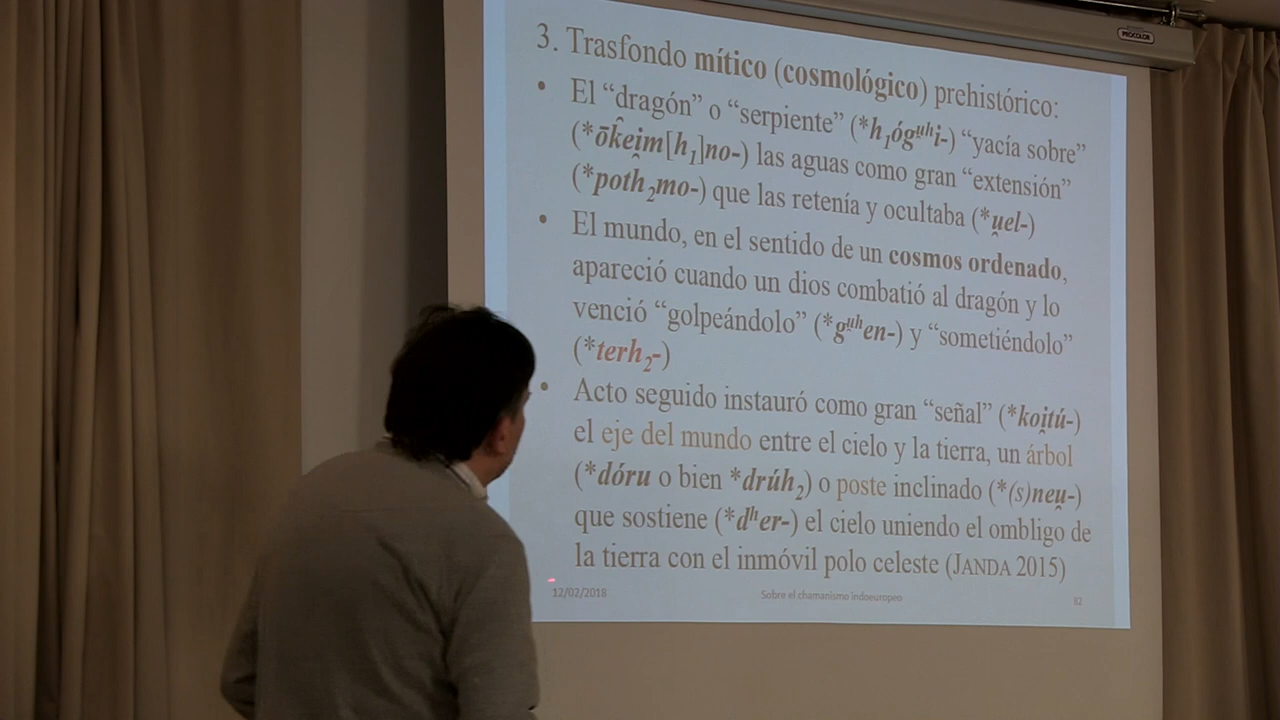 PROCOLOR
3. Trasfondo mítico (cosmológico) prehistórico:
• El “dragón” o “serpiente” (*h₁ógᶙʰi-) “yacía sobre”
(*ōk̂ei̯m[h₁]no-) las aguas como gran “extensión”
(*poth₂mo-) que las retenía y ocultaba (*u̯el-)
• El mundo, en el sentido de un cosmos ordenado,
apareció cuando un dios combatió al dragón y lo
venció “golpeándolo” (*gᶙʰen-) y “sometiéndolo”
(*terh₂-)
• Acto seguido instauró como gran “señal” (*koi̯tú-)
el eje del mundo entre el cielo y la tierra, un árbol
(*dóru o bien *drúh₂) o poste inclinado (*(s)neu̯-)
que sostiene (*dʰer-) el cielo uniendo el ombligo de
la tierra con el inmóvil polo celeste (JANDA 2015)
12/02/2018 Sobre el chamanismo indoeuropeo 82